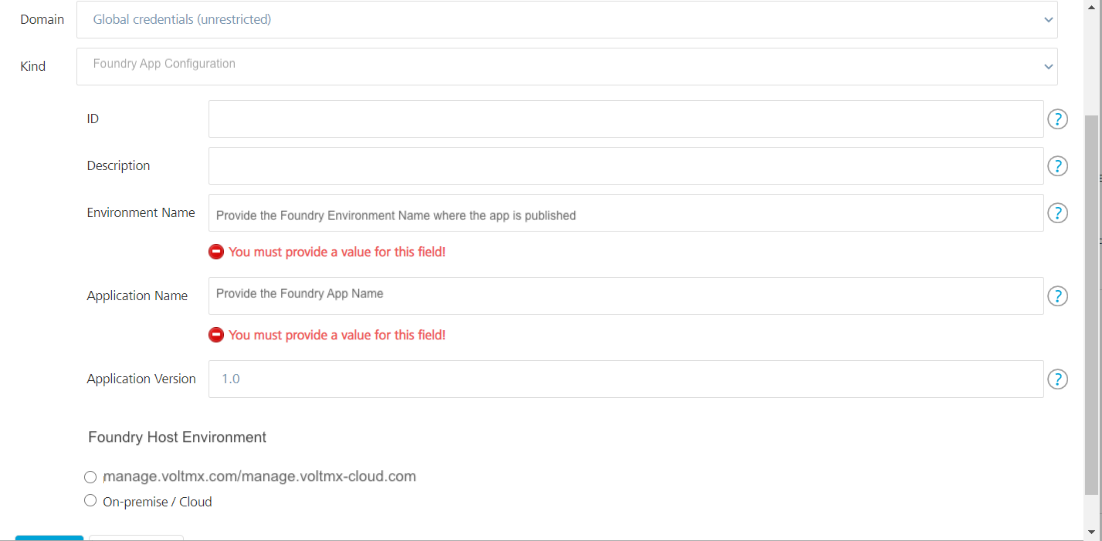 Domain Global credentials (unrestricted)
Kind Foundry App Configuration
ID ?
Description ?
Environment Name Provide the Foundry Environment Name where the app is published ?
You must provide a value for this field!
Application Name Provide the Foundry App Name ?
You must provide a value for this field!
Application Version 1.0 ?
Foundry Host Environment
manage.voltmx.com/manage.voltmx-cloud.com
On-premise / Cloud